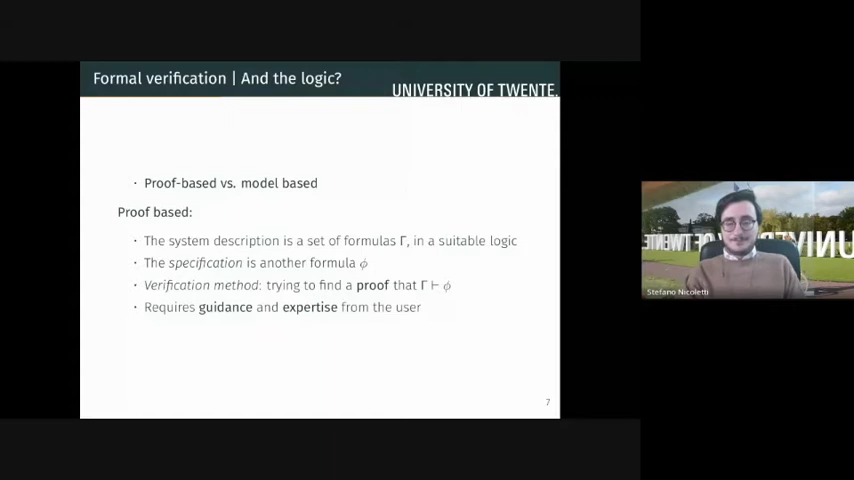 Formal verification | And the logic?
UNIVERSITY OF TWENTE.
· Proof-based vs. model based
Proof based:
· The system description is a set of formulas Γ, in a suitable logic
· The specification is another formula ϕ
· Verification method: trying to find a proof that Γ ⊢ ϕ
· Requires guidance and expertise from the user
7
Stefano Nicoletti